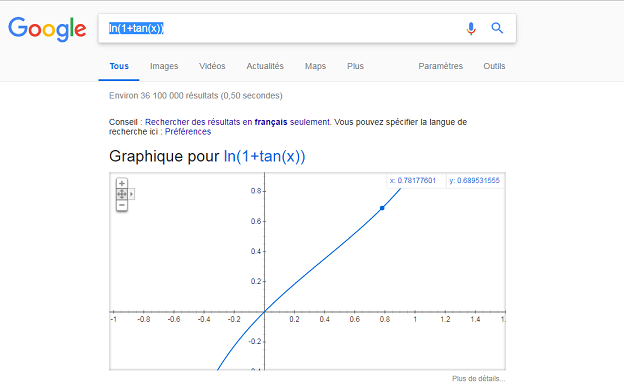 Google ln(1+tan(x))
Tous Images Vidéos Actualités Maps Plus Paramètres Outils
Environ 36 100 000 résultats (0,50 secondes)
Conseil : Rechercher des résultats en français seulement. Vous pouvez spécifier la langue de
recherche ici : Préférences
Graphique pour ln(1+tan(x))
x: 0.78177601 y: 0.689531555
0.8
0.6
0.4
0.2
-1 -0.8 -0.6 -0.4 -0.2 0.2 0.4 0.6 0.8 1 1.2 1.4 1.
-0.2
-0.4
Plus de détails...